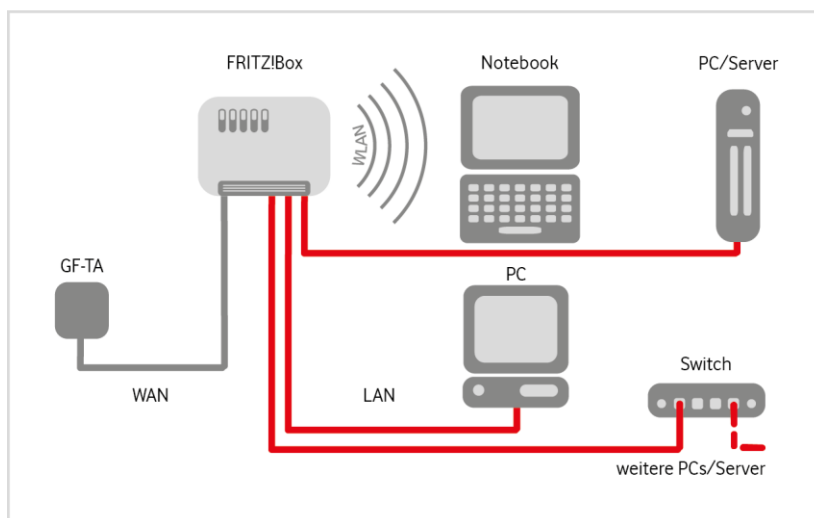 FRITZ!Box
Notebook
PC/Server
WLAN
GF-TA
PC
WAN
LAN
Switch
weitere PCs/Server